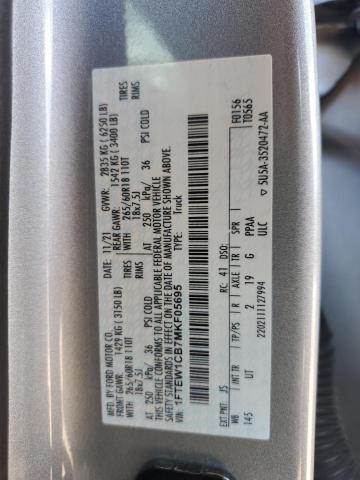 MFD. BY FORD MOTOR CO.
DATE: 11/21 GVWR: 2835 KG ( 6250 LB)
FRONT GAWR: 1429 KG ( 3150 LB) REAR GAWR: 1542 KG ( 3400 LB)
265/60R18 110T TIRES 265/60R18 110T TIRES
18x7.5J RIMS 18x7.5J RIMS
AT 250 kPa/ 36 PSI COLD AT 250 kPa/ 36 PSI COLD
THIS VEHICLE CONFORMS TO ALL APPLICABLE FEDERAL MOTOR VEHICLE
SAFETY STANDARDS IN EFFECT ON THE DATE OF MANUFACTURE SHOWN ABOVE.
VIN: 1FTEW1CB7MKF05695
TYPE: Truck
F0156
T0565
EXT PNT: J5 RC: 41 DSO:
WB INT TR TP/PS R AXLE TR SPR
145 UT 2 19 G PPAA
2202111127994 ULC
▽ 5U5A-3520472-AA